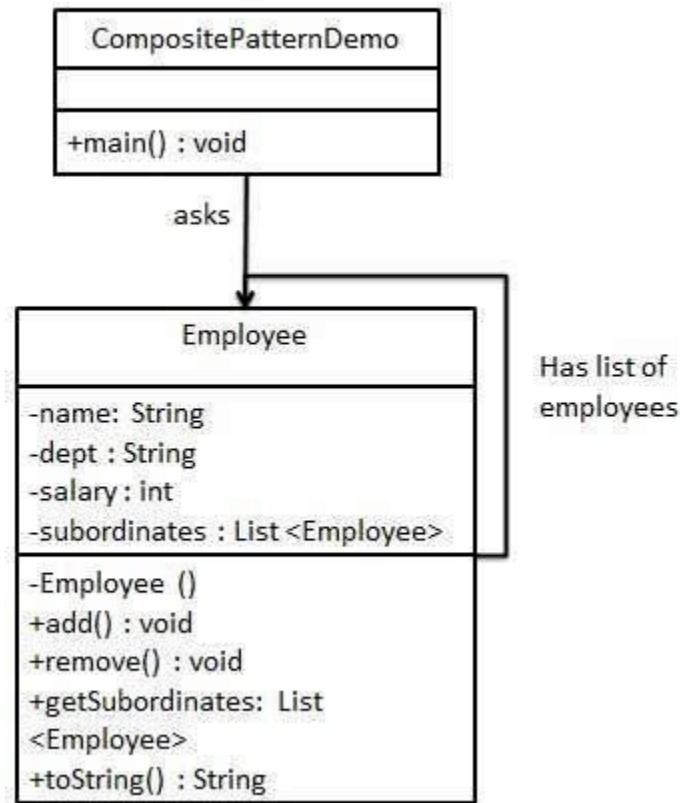 CompositePatternDemo
+main() : void
asks
Employee
-name: String
-dept : String
-salary : int
-subordinates : List <Employee>
Has list of
employees
-Employee ()
+add() : void
+remove() : void
+getSubordinates: List
<Employee>
+toString() : String